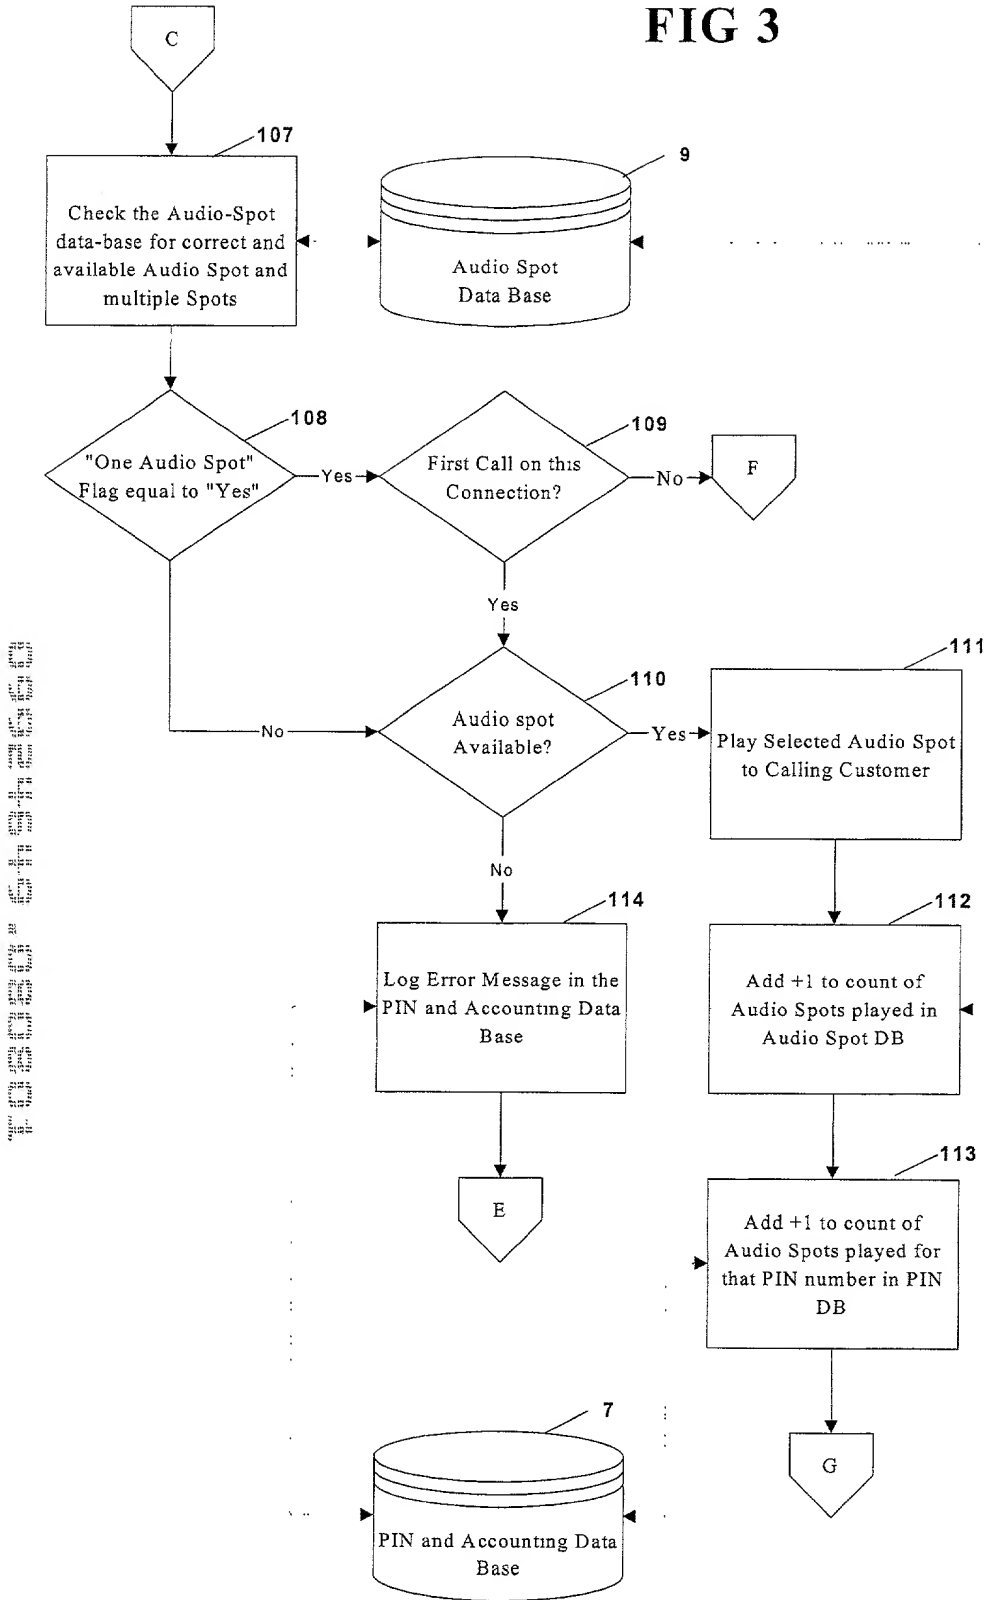 FIG 3
C
107
Check the Audio-Spot
data-base for correct and
available Audio Spot and
multiple Spots
9
Audio Spot
Data Base
108
"One Audio Spot"
Flag equal to "Yes"
Yes
109
First Call on this
Connection?
No
F
Yes
No
110
Audio spot
Available?
Yes
111
Play Selected Audio Spot
to Calling Customer
No
114
Log Error Message in the
PIN and Accounting Data
Base
112
Add +1 to count of
Audio Spots played in
Audio Spot DB
E
113
Add +1 to count of
Audio Spots played for
that PIN number in PIN
DB
7
PIN and Accounting Data
Base
G